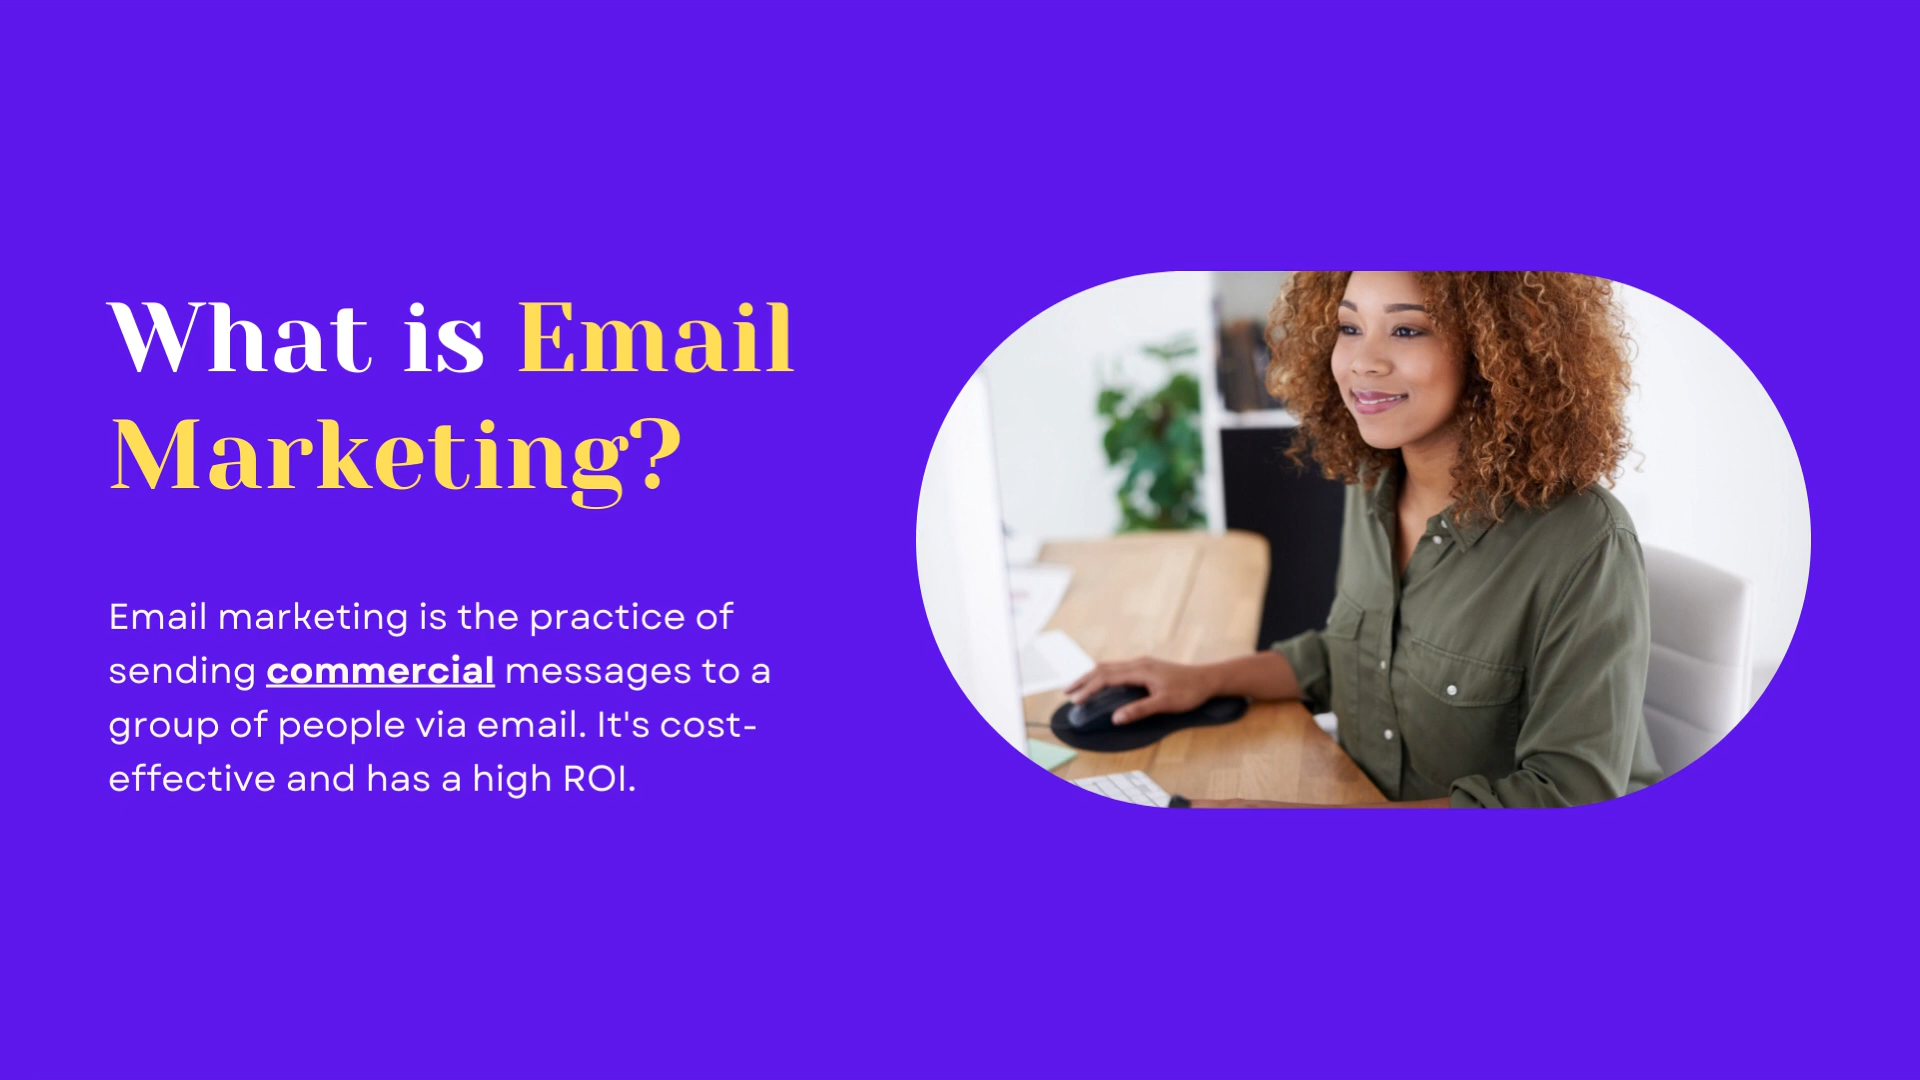 What is Email
Marketing?
Email marketing is the practice of
sending commercial messages to a
group of people via email. It's cost-
effective and has a high ROI.